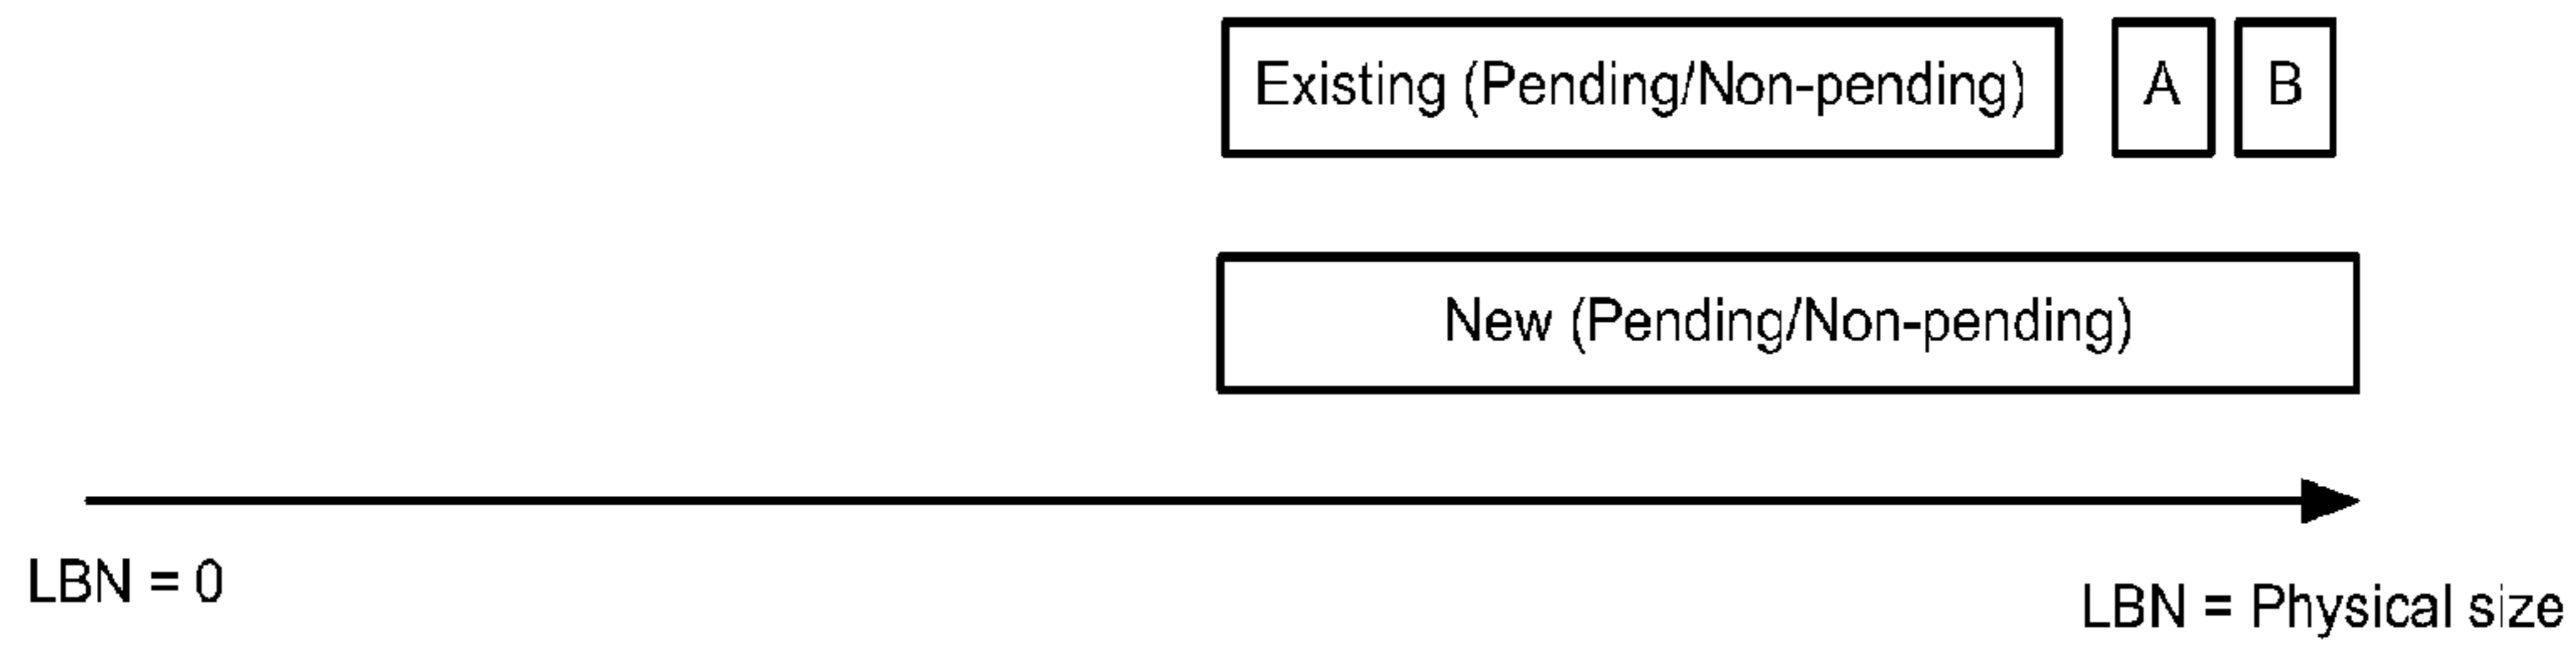 Existing (Pending/Non-pending) A B
New (Pending/Non-pending)
LBN = 0
LBN = Physical size